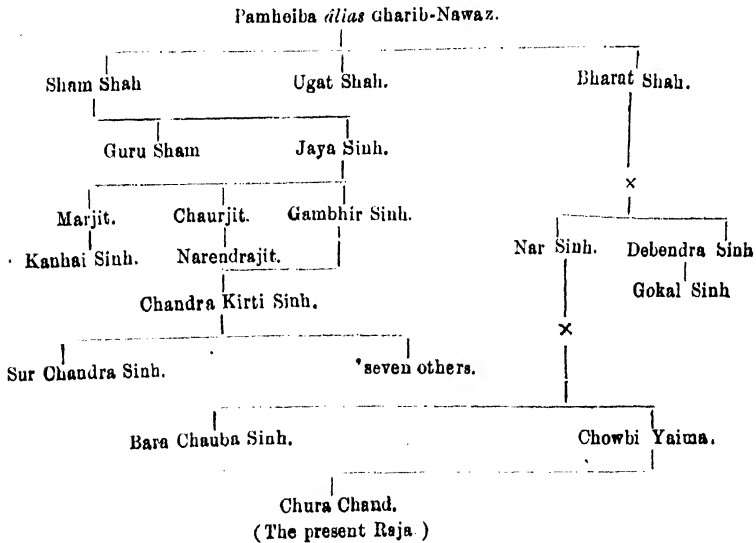 Pamheiba álias Gharib-Nawaz.
Sham Shah Ugat Shah. Bharat Shah.
Guru Sham Jaya Sinh.
×
Marjit. Chaurjit. Gambhir Sinh.
Kanhai Sinh. Narendrajit. Nar Sinh. Debendra Sinh
Gokal Sinh
Chandra Kirti Sinh.
×
Sur Chandra Sinh. seven others.
Bara Chauba Sinh. Chowbi Yaima.
Chura Chand.
(The present Raja)